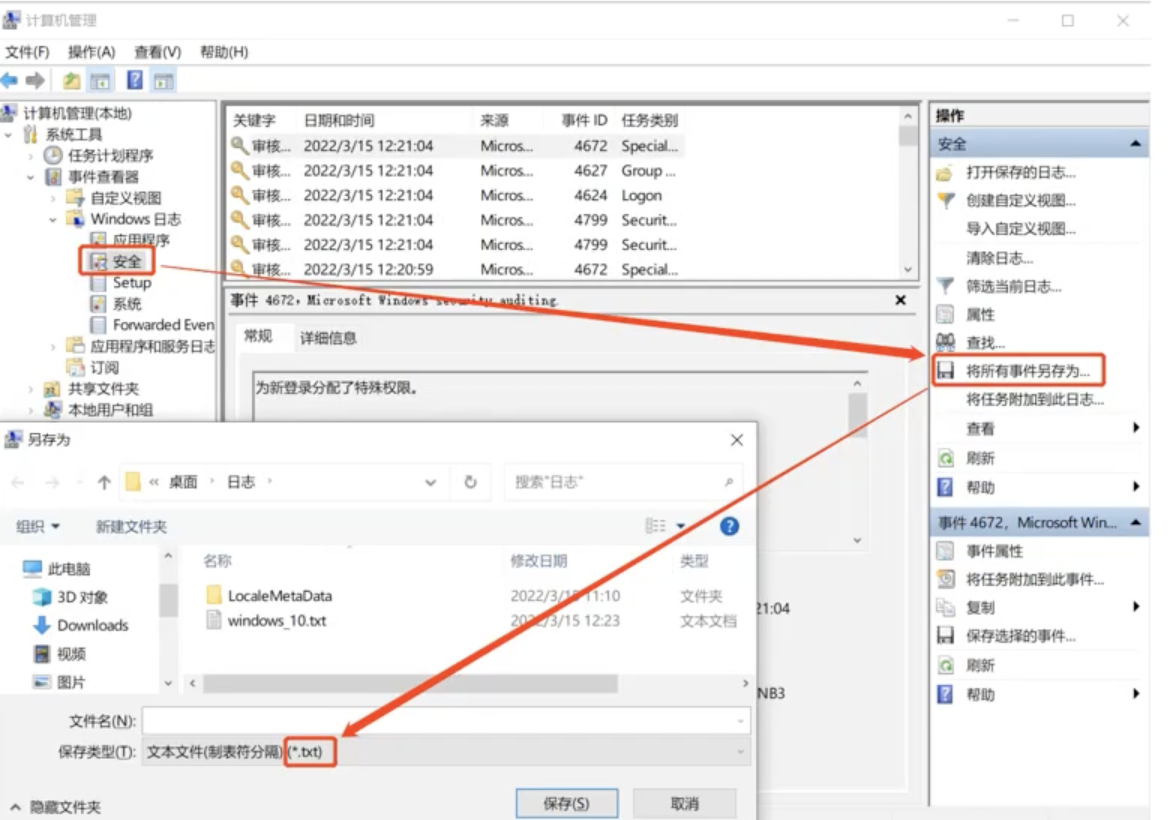 计算机管理
文件(F) 操作(A) 查看(V) 帮助(H)
计算机管理(本地)
系统工具
任务计划程序
事件查看器
自定义视图
Windows 日志
应用程序
安全
Setup
系统
Forwarded Even
应用程序和服务日志
订阅
共享文件夹
本地用户和组
关键字 日期和时间 来源 事件 ID 任务类别
审核... 2022/3/15 12:21:04 Micros... 4672 Special...
审核... 2022/3/15 12:21:04 Micros... 4627 Group ...
审核... 2022/3/15 12:21:04 Micros... 4624 Logon
审核... 2022/3/15 12:21:04 Micros... 4799 Securit...
审核... 2022/3/15 12:21:04 Micros... 4799 Securit...
审核... 2022/3/15 12:20:59 Micros... 4672 Special...
事件 4672，Microsoft Windows security auditing.
常规 详细信息
为新登录分配了特殊权限。
21:04
NB3
操作
安全
打开保存的日志...
创建自定义视图...
导入自定义视图...
清除日志...
筛选当前日志...
属性
查找...
将所有事件另存为...
将任务附加到此日志...
查看
刷新
帮助
事件 4672，Microsoft Win...
事件属性
将任务附加到此事件...
复制
保存选择的事件...
刷新
帮助
另存为
« 桌面 › 日志 ›
搜索"日志"
组织 新建文件夹
此电脑
3D 对象
Downloads
视频
图片
名称 修改日期 类型
LocaleMetaData 2022/3/15 11:10 文件夹
windows_10.txt 2022/3/15 12:23 文本文档
文件名(N):
保存类型(T): 文本文件(制表符分隔) (*.txt)
隐藏文件夹
保存(S) 取消